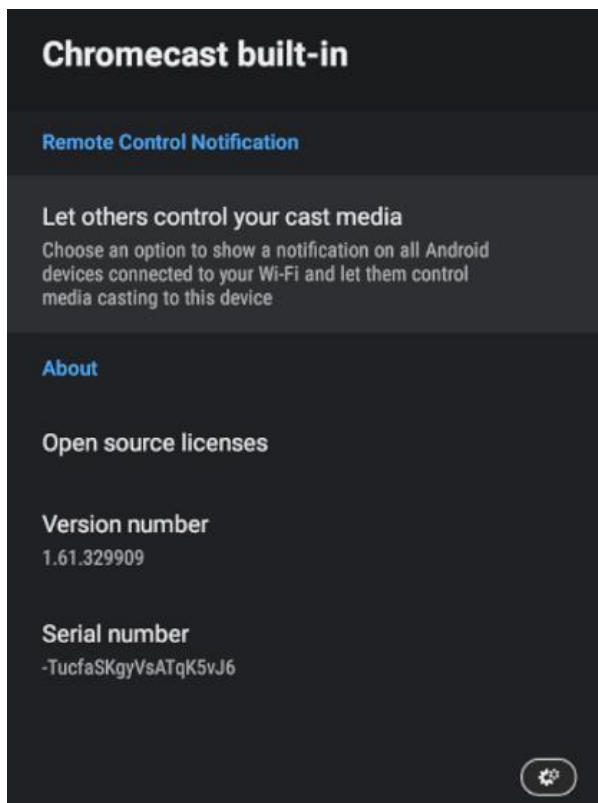 Chromecast built-in
Remote Control Notification
Let others control your cast media
Choose an option to show a notification on all Android
devices connected to your Wi-Fi and let them control
media casting to this device
About
Open source licenses
Version number
1.61.329909
Serial number
-TucfaSKgyVsATqK5vJ6